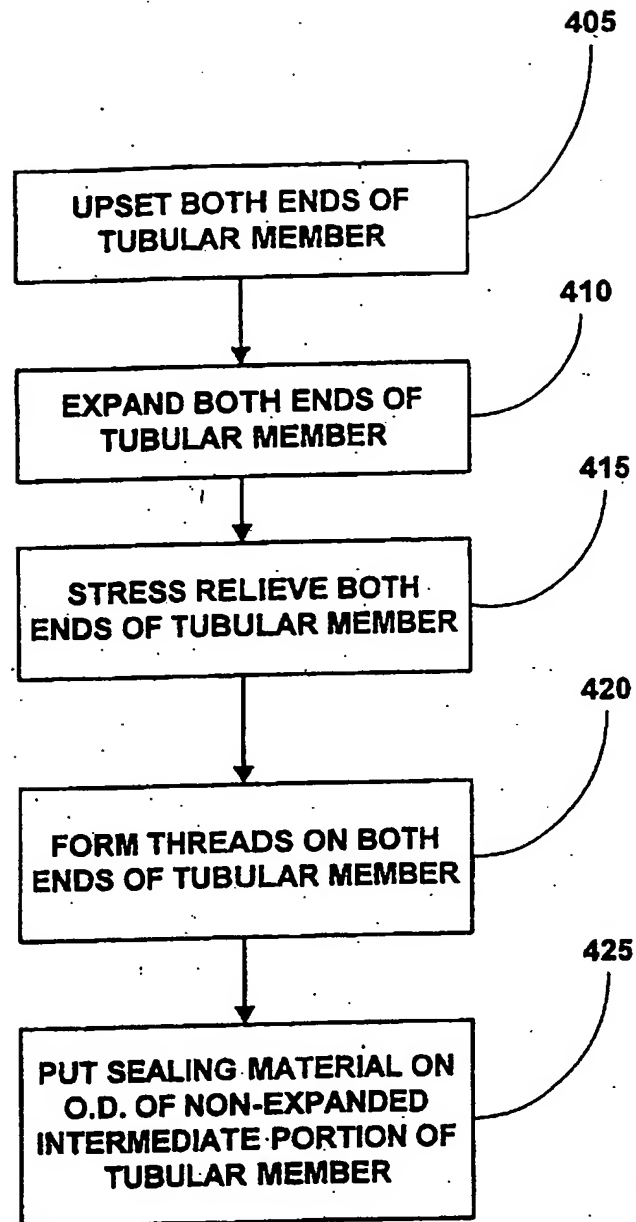 405
UPSET BOTH ENDS OF
TUBULAR MEMBER
410
EXPAND BOTH ENDS OF
TUBULAR MEMBER
415
STRESS RELIEVE BOTH
ENDS OF TUBULAR MEMBER
420
FORM THREADS ON BOTH
ENDS OF TUBULAR MEMBER
425
PUT SEALING MATERIAL ON
O.D. OF NON-EXPANDED
INTERMEDIATE PORTION OF
TUBULAR MEMBER